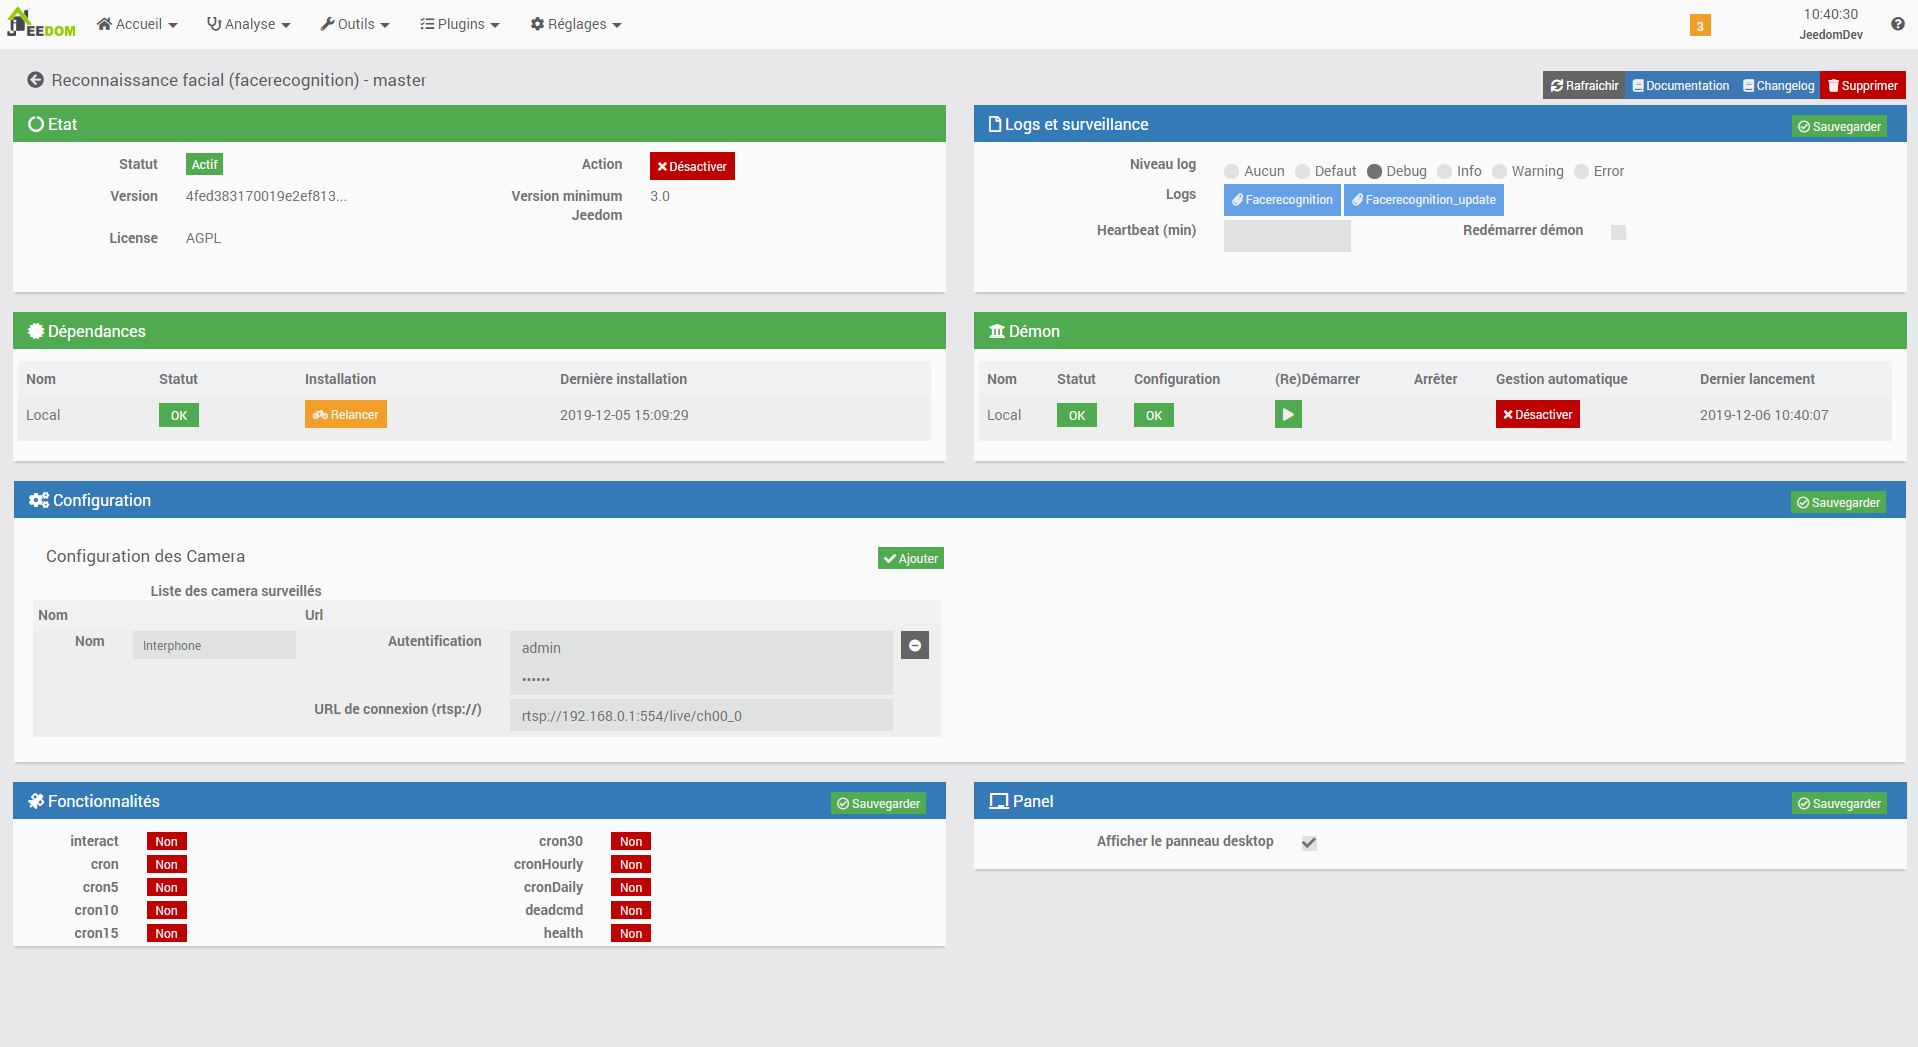 JEEDOM Accueil Analyse Outils Plugins Réglages 3 10:40:30
JeedomDev
Reconnaissance facial (facerecognition) - master
Rafraichir Documentation Changelog Supprimer
Etat
Statut Actif Action Désactiver
Version 4fed383170019e2ef813... Version minimum 3.0
Jeedom
License AGPL
Logs et surveillance Sauvegarder
Niveau log Aucun Defaut Debug Info Warning Error
Logs Facerecognition Facerecognition_update
Heartbeat (min) Redémarrer démon
Dépendances
Nom Statut Installation Dernière installation
Local OK Relancer 2019-12-05 15:09:29
Démon
Nom Statut Configuration (Re)Démarrer Arrêter Gestion automatique Dernier lancement
Local OK OK Désactiver 2019-12-06 10:40:07
Configuration Sauvegarder
Configuration des Camera Ajouter
Liste des camera surveillés
Nom Url
Nom Interphone Autentification admin
••••••
URL de connexion (rtsp://) rtsp://192.168.0.1:554/live/ch00_0
Fonctionnalités Sauvegarder
interact Non cron30 Non
cron Non cronHourly Non
cron5 Non cronDaily Non
cron10 Non deadcmd Non
cron15 Non health Non
Panel Sauvegarder
Afficher le panneau desktop